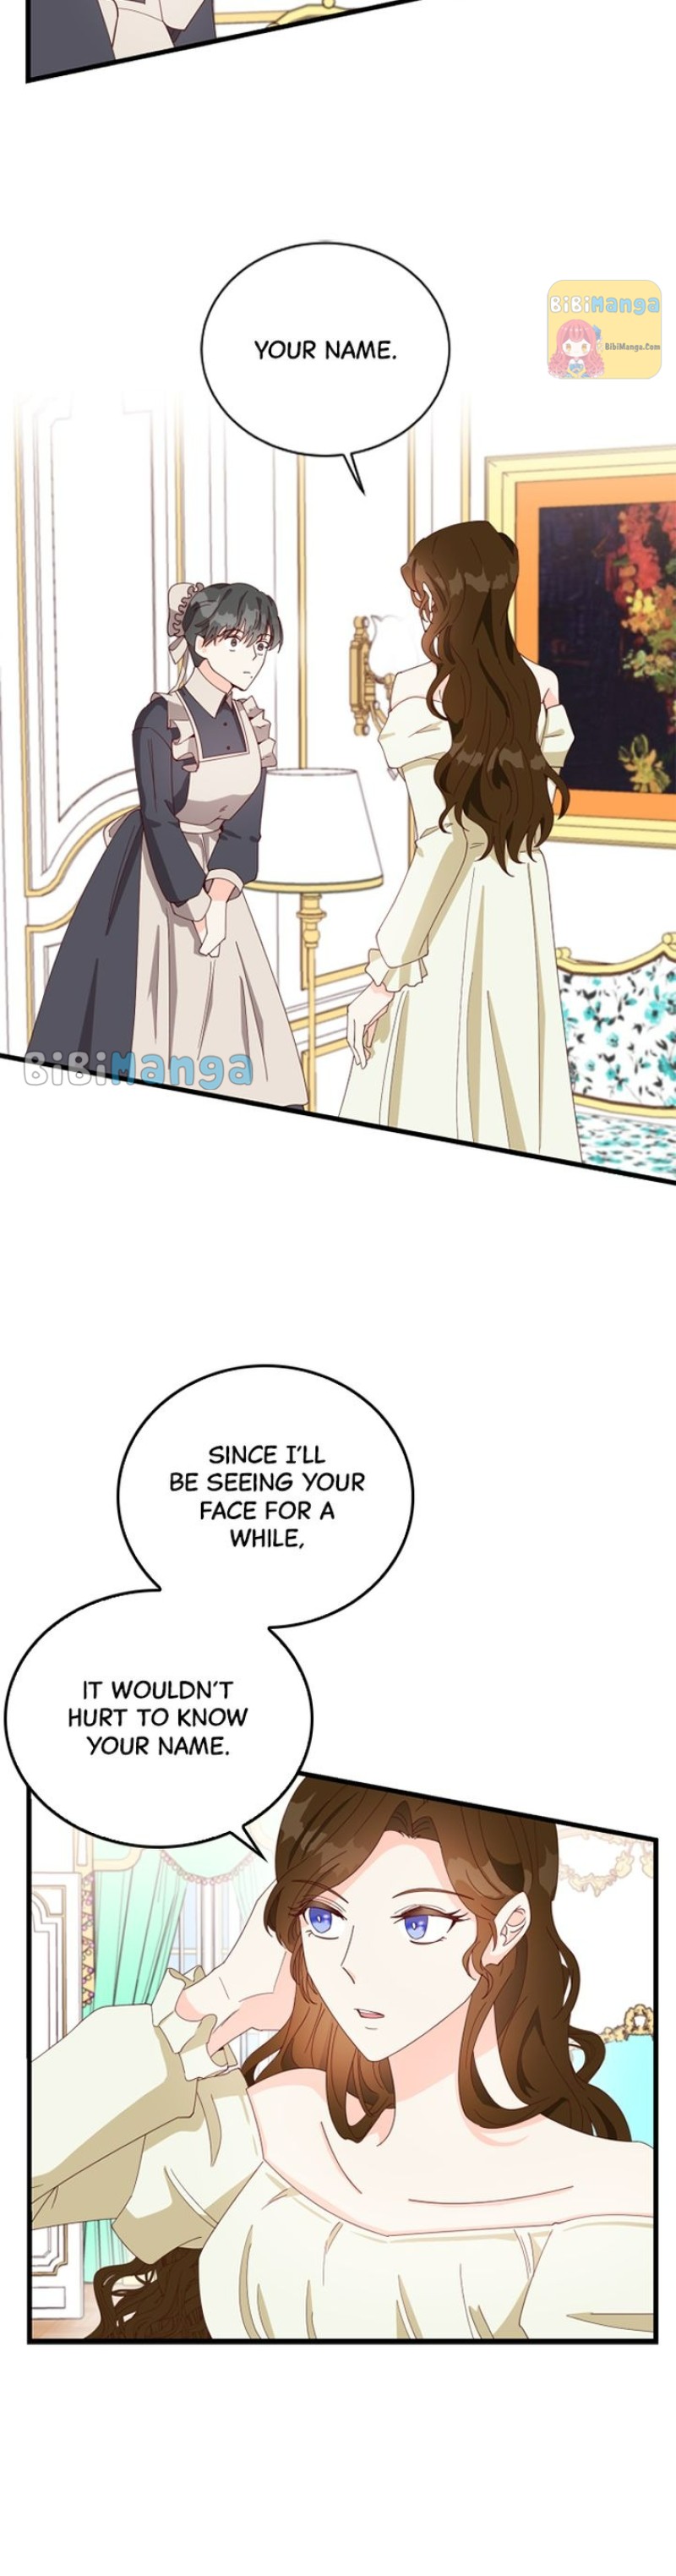 YOUR NAME.
BiBiManga
BibiManga.Com
BiBiManga
SINCE I'LL
BE SEEING YOUR
FACE FOR A
WHILE,
IT WOULDN'T
HURT TO KNOW
YOUR NAME.